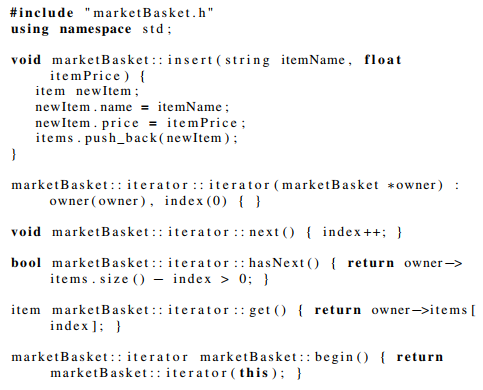 #include "marketBasket.h"
using namespace std;
void marketBasket::insert(string itemName, float
itemPrice) {
item newItem;
newItem.name = itemName;
newItem.price = itemPrice;
items.push_back(newItem);
}
marketBasket::iterator::iterator(marketBasket *owner) :
owner(owner), index(0) { }
void marketBasket::iterator::next() { index++; }
bool marketBasket::iterator::hasNext() { return owner->
items.size() - index > 0; }
item marketBasket::iterator::get() { return owner->items[
index]; }
marketBasket::iterator marketBasket::begin() { return
marketBasket::iterator(this); }